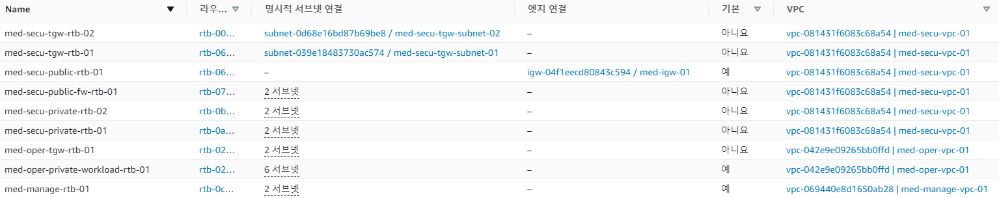 Name 라우... 명시적 서브넷 연결 엣지 연결 기본 VPC
med-secu-tgw-rtb-02 rtb-00... subnet-0d68e16bd87b69be8 / med-secu-tgw-subnet-02 – 아니요 vpc-081431f6083c68a54 | med-secu-vpc-01
med-secu-tgw-rtb-01 rtb-06... subnet-039e18483730ac574 / med-secu-tgw-subnet-01 – 아니요 vpc-081431f6083c68a54 | med-secu-vpc-01
med-secu-public-rtb-01 rtb-06... – igw-04f1eecd80843c594 / med-igw-01 예 vpc-081431f6083c68a54 | med-secu-vpc-01
med-secu-public-fw-rtb-01 rtb-07... 2 서브넷 – 아니요 vpc-081431f6083c68a54 | med-secu-vpc-01
med-secu-private-rtb-02 rtb-0b... 2 서브넷 – 아니요 vpc-081431f6083c68a54 | med-secu-vpc-01
med-secu-private-rtb-01 rtb-0a... 2 서브넷 – 아니요 vpc-081431f6083c68a54 | med-secu-vpc-01
med-oper-tgw-rtb-01 rtb-02... 2 서브넷 – 아니요 vpc-042e9e09265bb0ffd | med-oper-vpc-01
med-oper-private-workload-rtb-01 rtb-02... 6 서브넷 – 예 vpc-042e9e09265bb0ffd | med-oper-vpc-01
med-manage-rtb-01 rtb-0c... 2 서브넷 – 예 vpc-069440e8d1650ab28 | med-manage-vpc-01